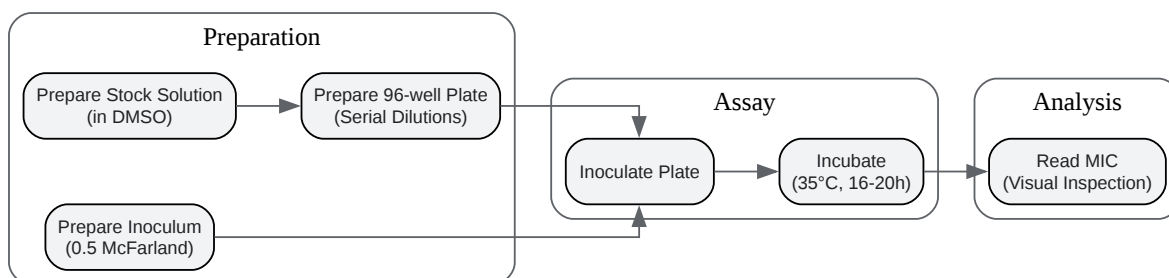 Preparation
Prepare Stock Solution
(in DMSO)
Prepare 96-well Plate
(Serial Dilutions)
Prepare Inoculum
(0.5 McFarland)
Assay
Inoculate Plate
Incubate
(35°C, 16-20h)
Analysis
Read MIC
(Visual Inspection)